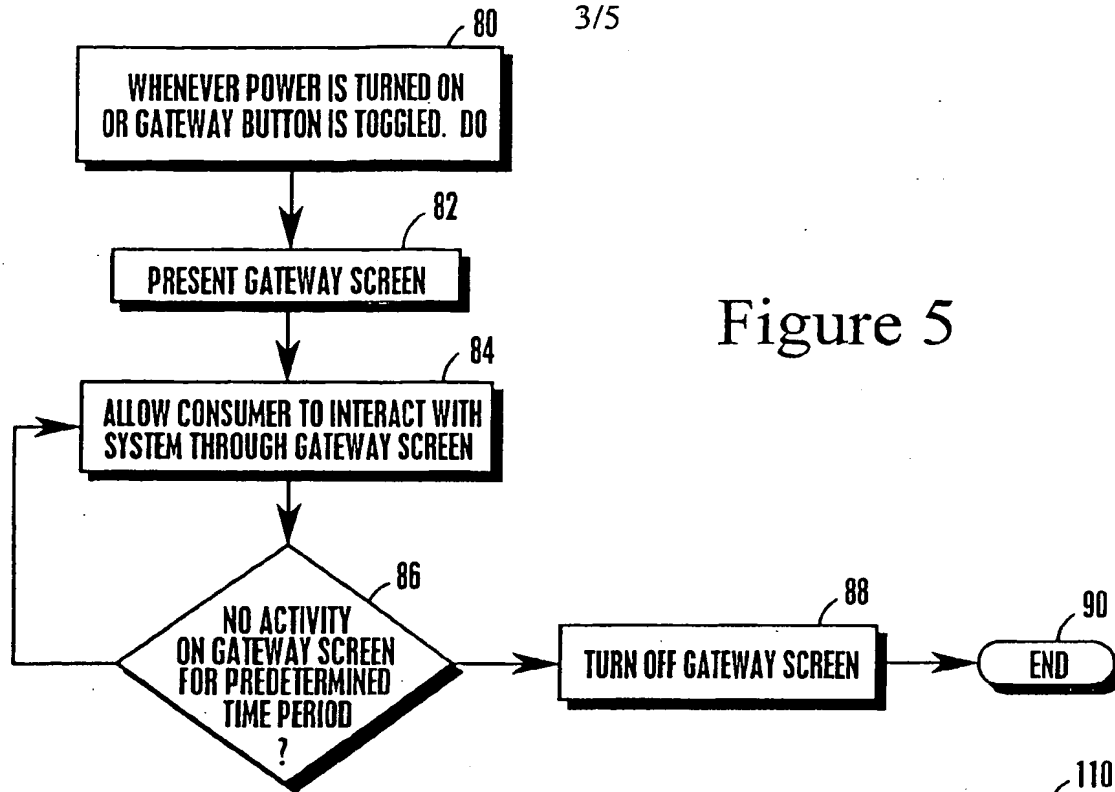 3/5
80
WHENEVER POWER IS TURNED ON
OR GATEWAY BUTTON IS TOGGLED. DO
82
PRESENT GATEWAY SCREEN
Figure 5
84
ALLOW CONSUMER TO INTERACT WITH
SYSTEM THROUGH GATEWAY SCREEN
86
NO ACTIVITY
ON GATEWAY SCREEN
FOR PREDETERMINED
TIME PERIOD
?
88
TURN OFF GATEWAY SCREEN
90
END
110